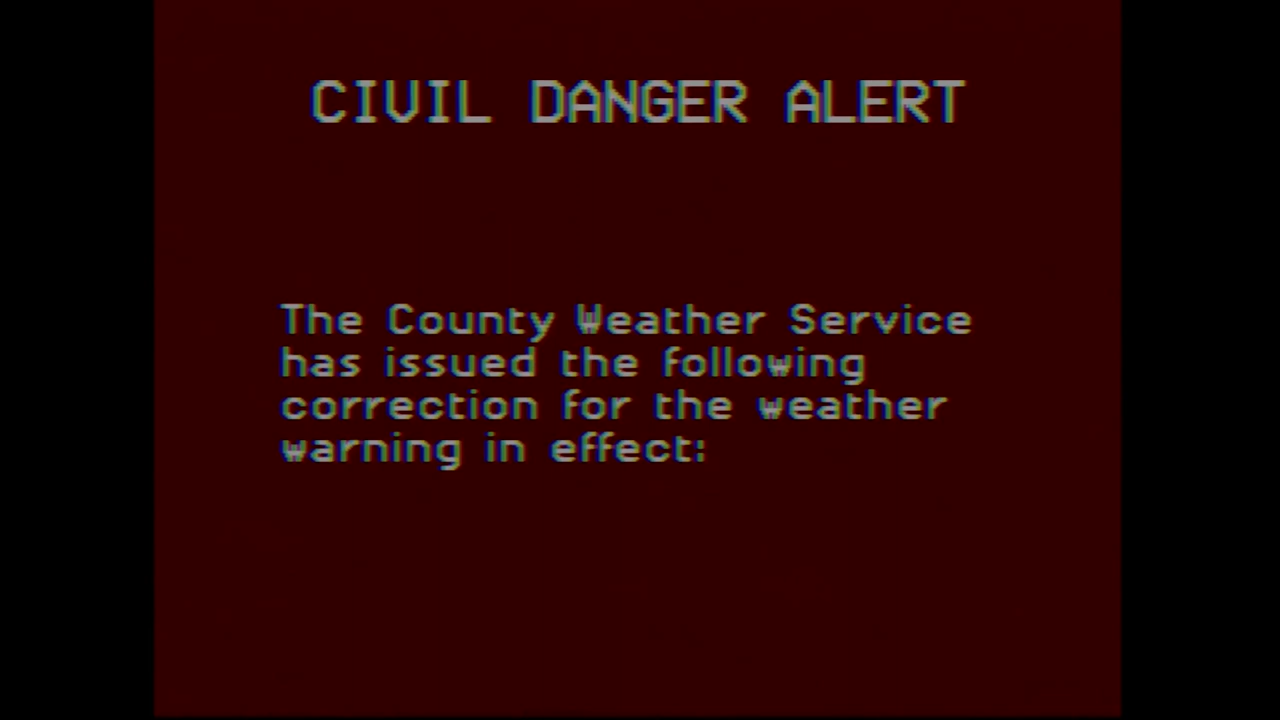 CIVIL DANGER ALERT
The County Weather Service
has issued the following
correction for the weather
warning in effect: